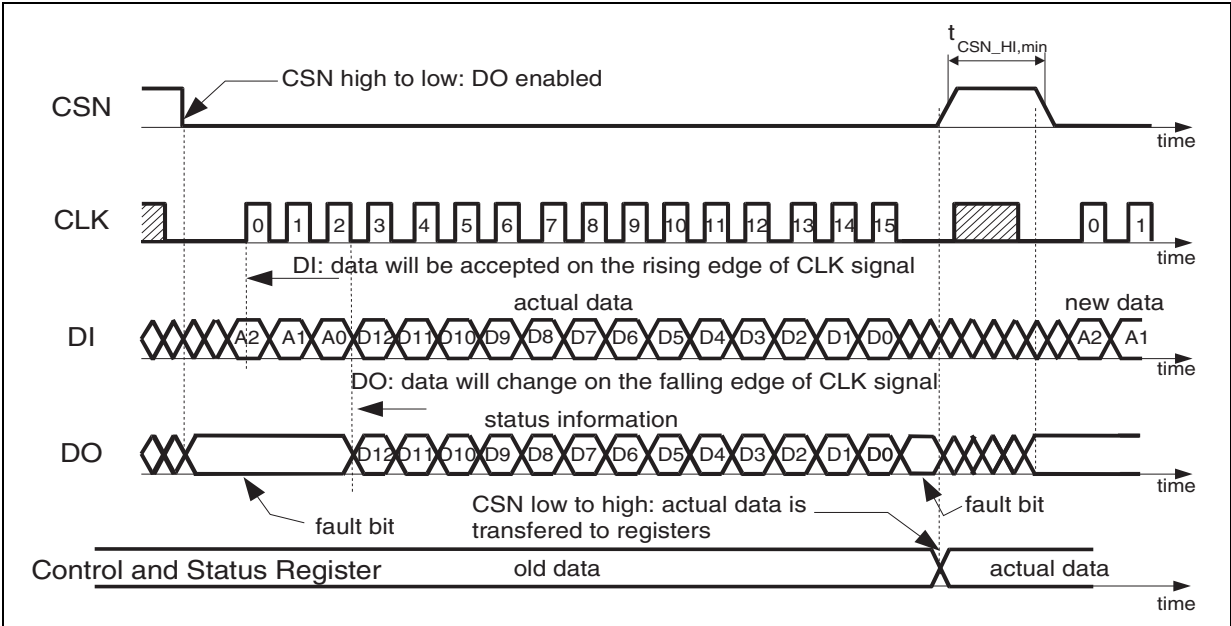 t CSN_HI,min
CSN high to low: DO enabled
CSN
time
CLK
0 1 2 3 4 5 6 7 8 9 10 11 12 13 14 15 0 1
time
DI: data will be accepted on the rising edge of CLK signal
actual data
new data
DI
A2 A1 A0 D12 D11 D10 D9 D8 D7 D6 D5 D4 D3 D2 D1 D0 A2 A1
time
DO: data will change on the falling edge of CLK signal
status information
DO
D12 D11 D10 D9 D8 D7 D6 D5 D4 D3 D2 D1 D0
time
fault bit
CSN low to high: actual data is
transfered to registers
fault bit
Control and Status Register
old data
actual data
time